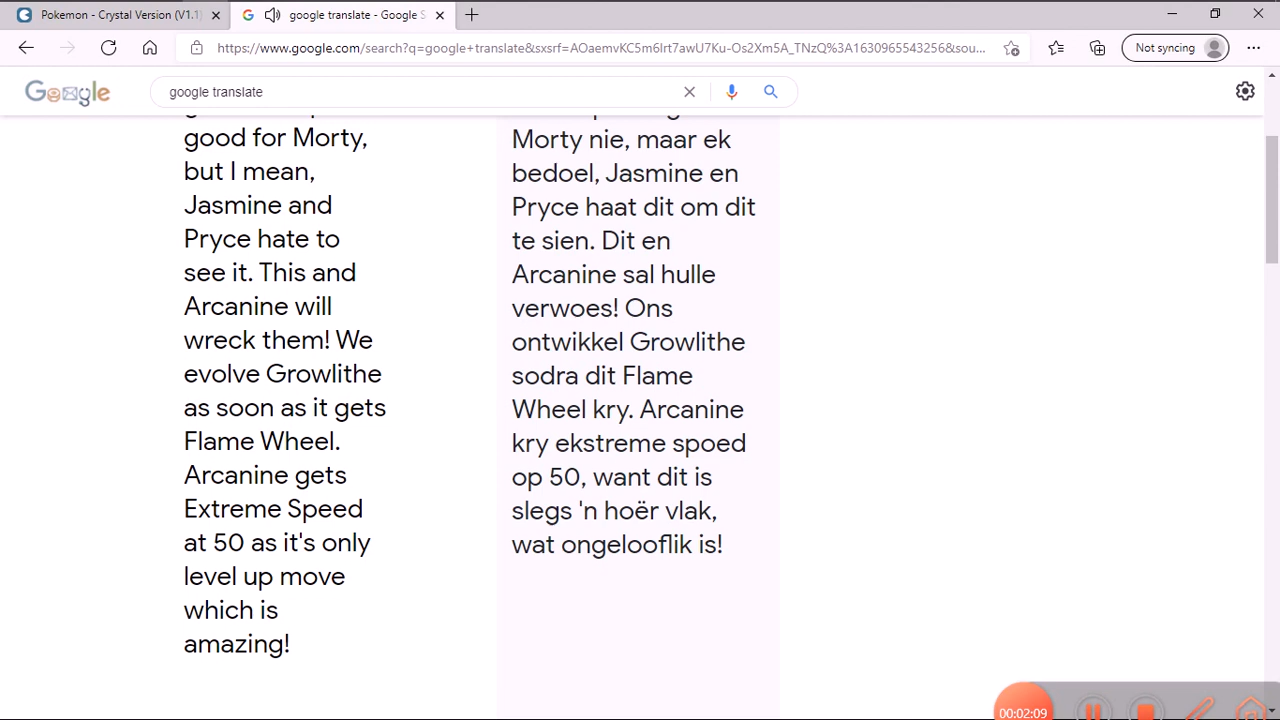 Pokemon - Crystal Version (V1.1)
google translate - Google S
https://www.google.com/search?q=google+translate&sxsrf=AOaemvKC5m6Irt7awU7Ku-Os2Xm5A_TNzQ%3A1630965543256&sou...
Not syncing
Google
google translate
good for Morty,
but I mean,
Jasmine and
Pryce hate to
see it. This and
Arcanine will
wreck them! We
evolve Growlithe
as soon as it gets
Flame Wheel.
Arcanine gets
Extreme Speed
at 50 as it's only
level up move
which is
amazing!
Morty nie, maar ek
bedoel, Jasmine en
Pryce haat dit om dit
te sien. Dit en
Arcanine sal hulle
verwoes! Ons
ontwikkel Growlithe
sodra dit Flame
Wheel kry. Arcanine
kry ekstreme spoed
op 50, want dit is
slegs 'n hoër vlak,
wat ongelooflik is!
00:02:09